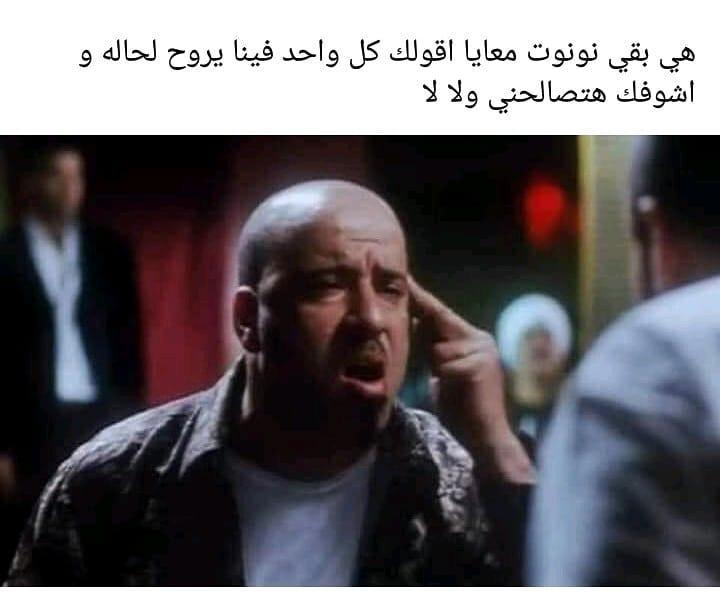 هي بقي نونوت معايا اقولك كل واحد فينا يروح لحاله و
اشوفك هتصالحني ولا لا